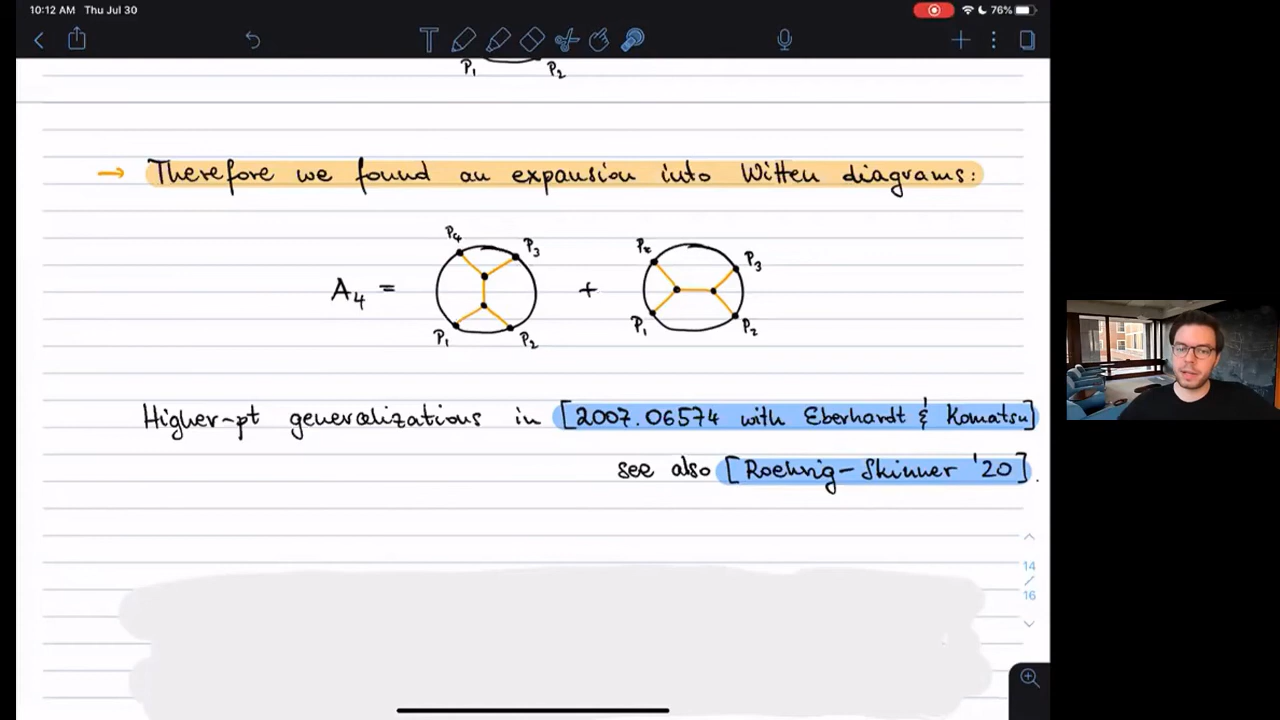 10:12 AM Thu Jul 30
76%
P₁ P₂
→ Therefore we found an expansion into Witten diagrams:
P₄ P₃ P₄ P₃
A₄ = +
P₁ P₂ P₁ P₂
Higher-pt generalizations in [2007.06574 with Eberhardt & Komatsu]
see also [Roehrig-Skinner '20].
14
/
16